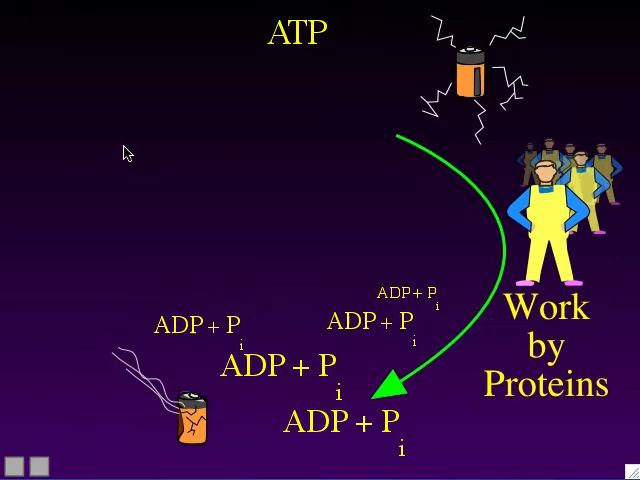 ATP
ADP + Pi
ADP + Pi
ADP + Pi
ADP + Pi
ADP + Pi
Work
by
Proteins